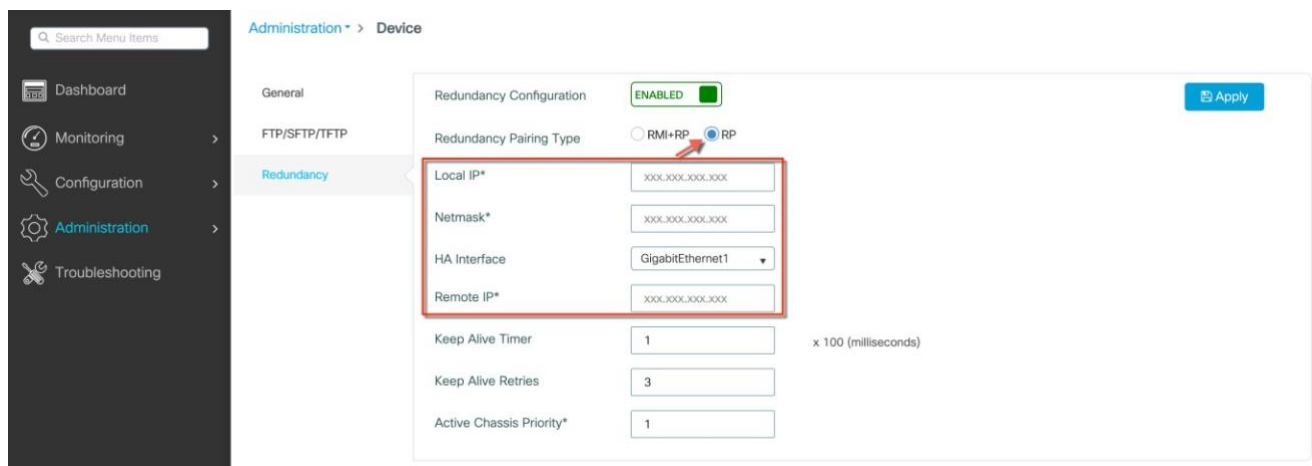 Search Menu Items
Dashboard
Monitoring
Configuration
Administration
Troubleshooting
Administration > Device
General
FTP/SFTP/TFTP
Redundancy
Redundancy Configuration ENABLED
Apply
Redundancy Pairing Type RMI+RP RP
Local IP* xxx.xxx.xxx.xxx
Netmask* xxx.xxx.xxx.xxx
HA Interface GigabitEthernet1
Remote IP* xxx.xxx.xxx.xxx
Keep Alive Timer 1 x 100 (milliseconds)
Keep Alive Retries 3
Active Chassis Priority* 1